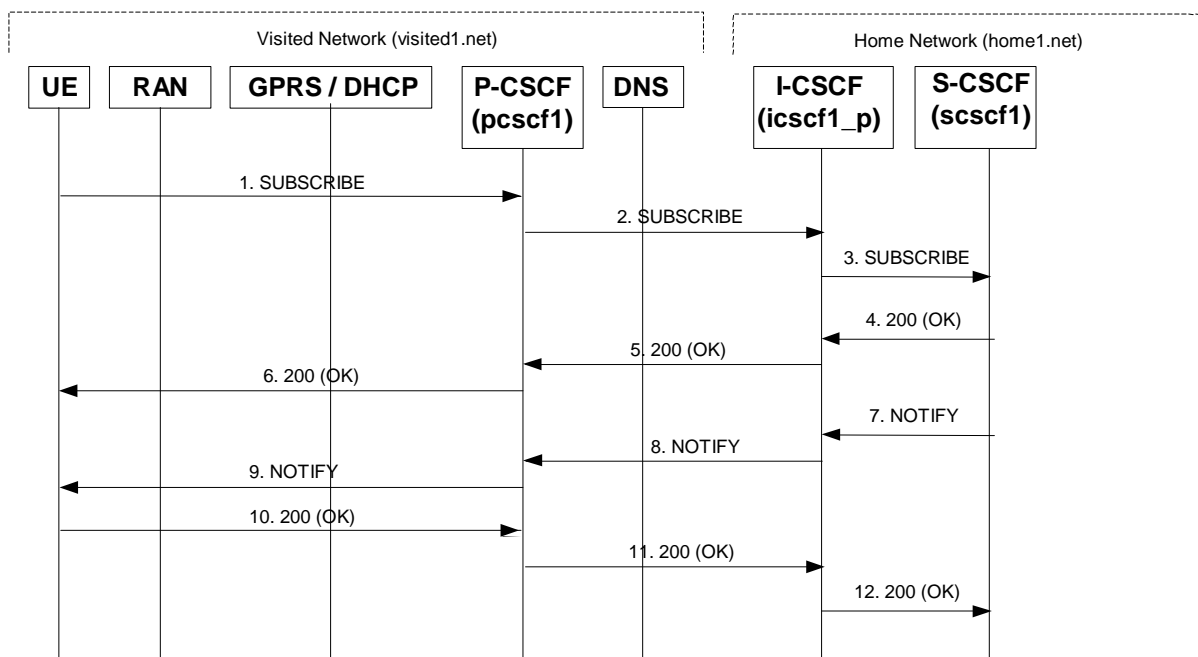 Visited Network (visited1.net)
Home Network (home1.net)
UE
RAN
GPRS / DHCP
P-CSCF
(pcscf1)
DNS
I-CSCF
(icscf1_p)
S-CSCF
(scscf1)
1. SUBSCRIBE
2. SUBSCRIBE
3. SUBSCRIBE
4. 200 (OK)
5. 200 (OK)
6. 200 (OK)
7. NOTIFY
8. NOTIFY
9. NOTIFY
10. 200 (OK)
11. 200 (OK)
12. 200 (OK)